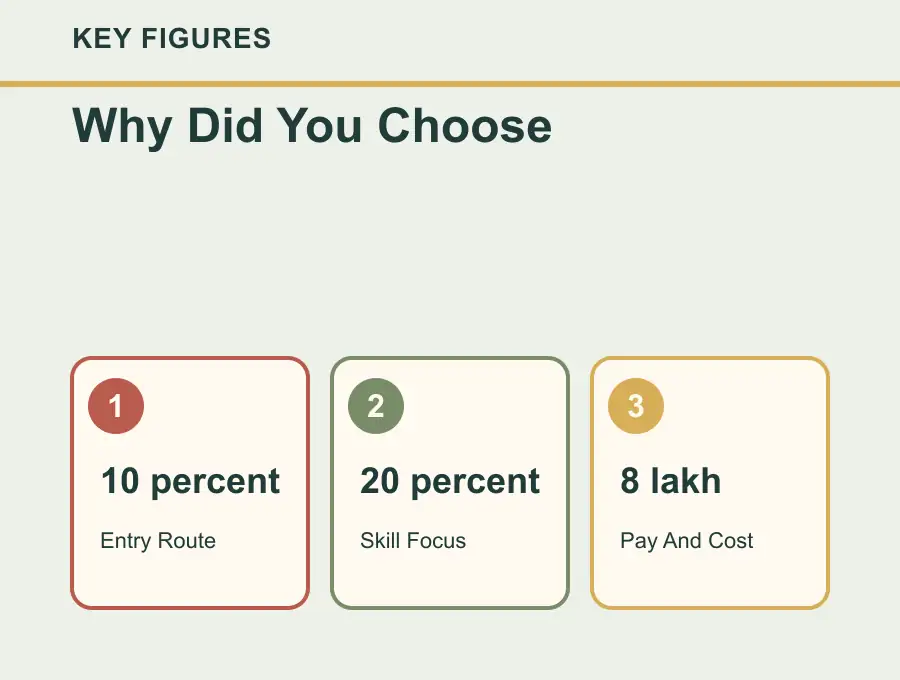 KEY FIGURES
Why Did You Choose
1
2
3
10 percent
20 percent
8 lakh
Entry Route
Skill Focus
Pay And Cost